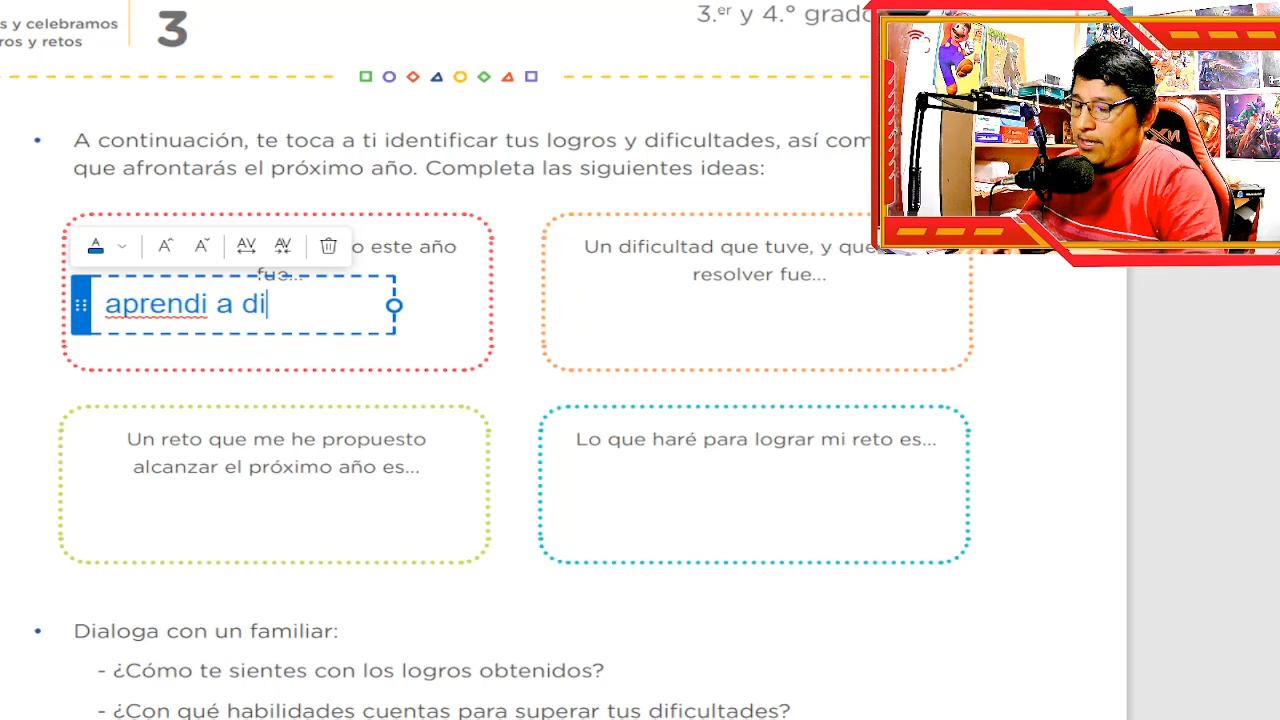 s y celebramos
ros y retos
3
3.er y 4.° grado
• A continuación, te toca a ti identificar tus logros y dificultades, así com
que afrontarás el próximo año. Completa las siguientes ideas:
o este año
fue...
aprendi a di
Un dificultad que tuve, y que
resolver fue...
Un reto que me he propuesto
alcanzar el próximo año es...
Lo que haré para lograr mi reto es...
• Dialoga con un familiar:
- ¿Cómo te sientes con los logros obtenidos?
- ¿Con qué habilidades cuentas para superar tus dificultades?